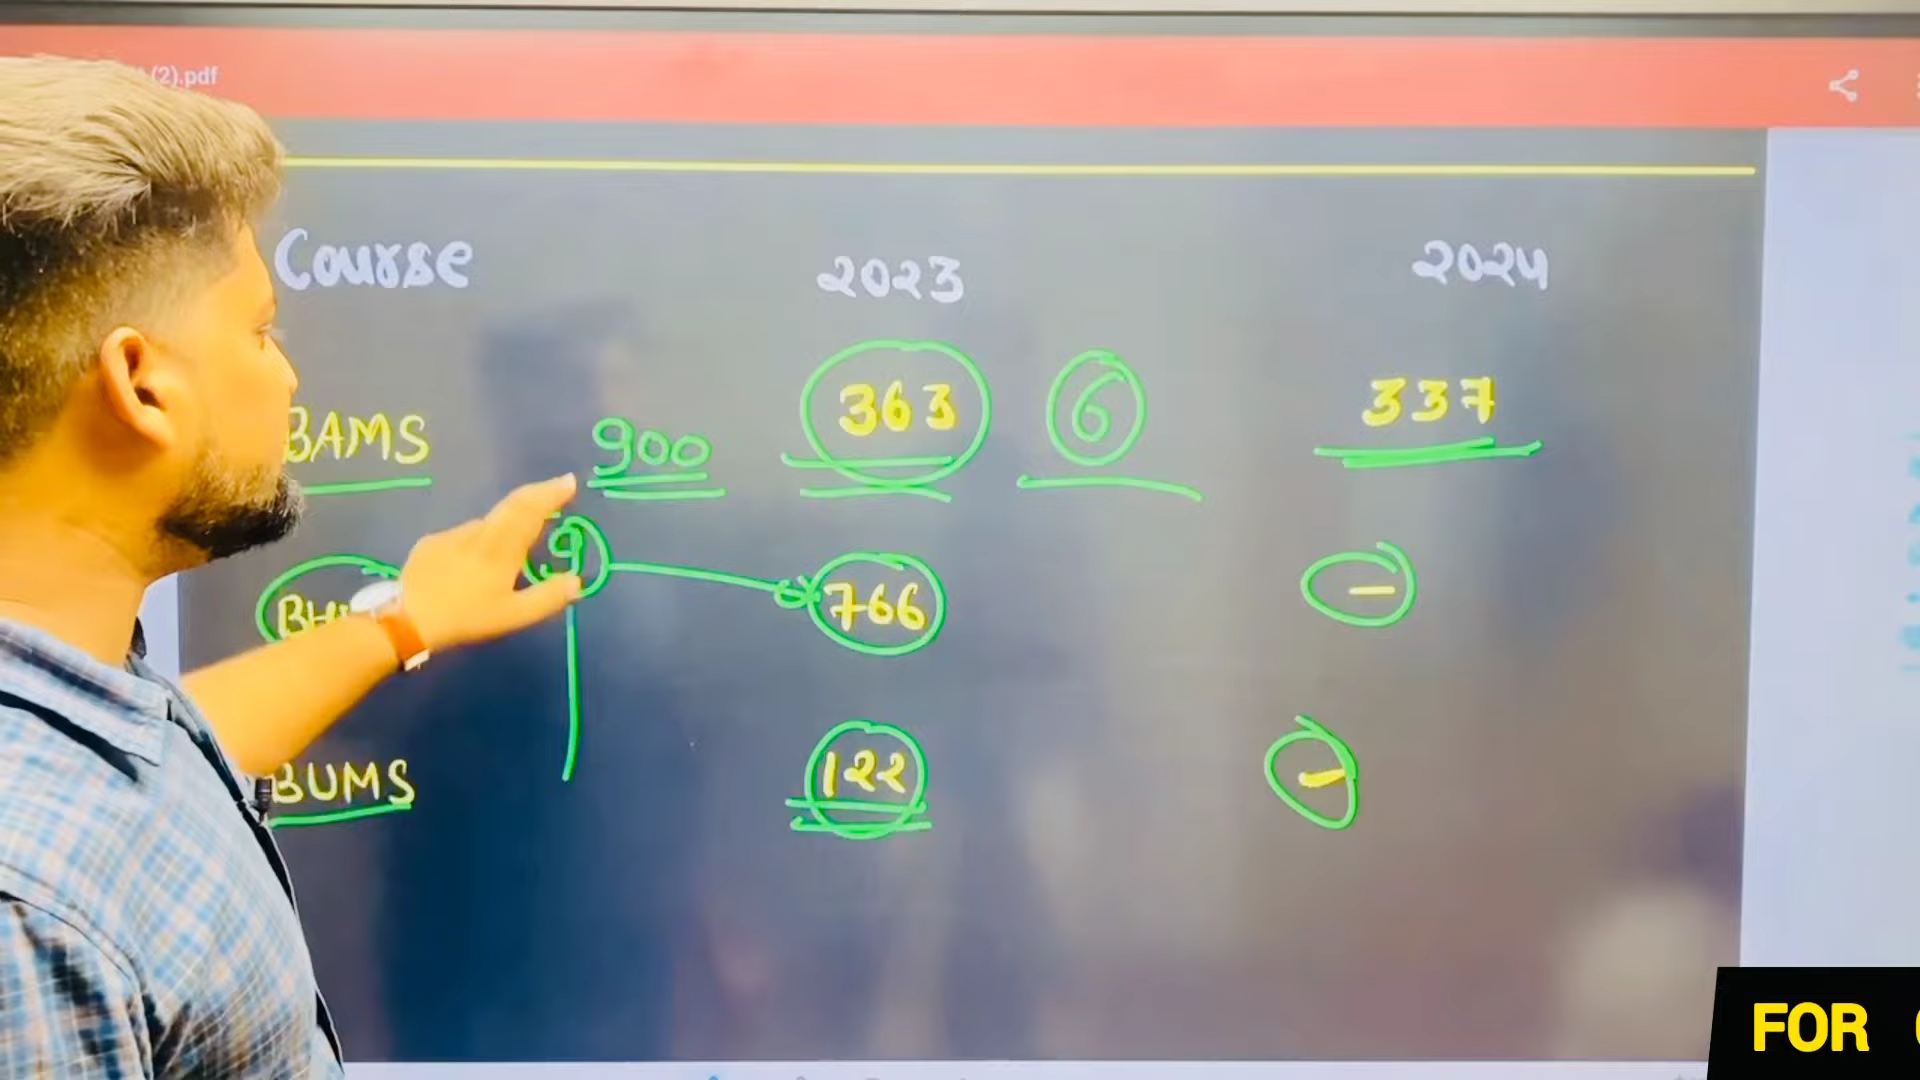 (2).pdf
Course 2023 2024
BAMS 900 363 6 337
9 766 –
BUMS 122 –
FOR